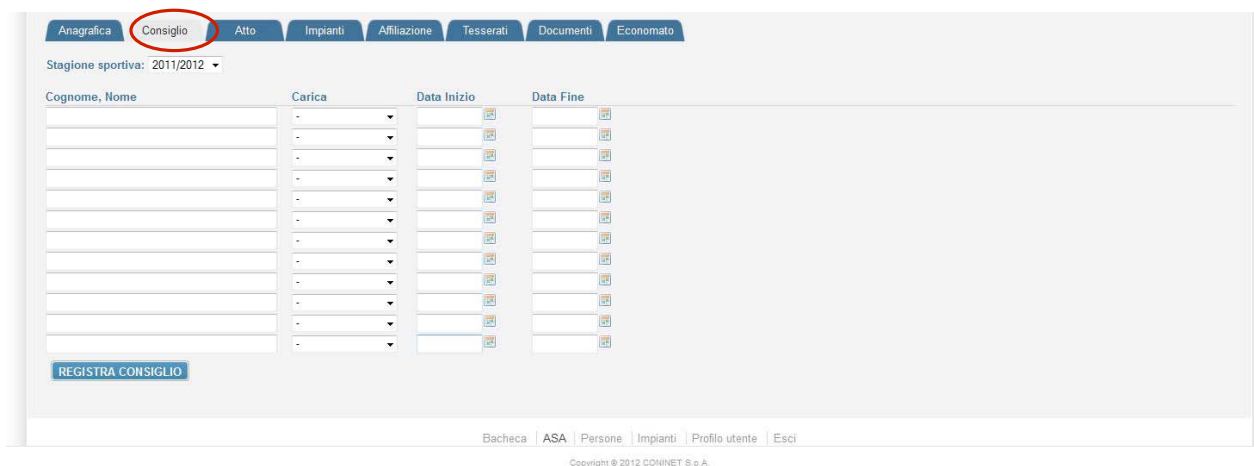 Anagrafica Consiglio Atto Impianti Affiliazione Tesserati Documenti Economato
Stagione sportiva: 2011/2012
Cognome, Nome Carica Data Inizio Data Fine
-
-
-
-
-
-
-
-
-
-
-
-
REGISTRA CONSIGLIO
Bacheca ASA Persone Impianti Profilo utente Esci
Copyright © 2012 CONINET S.p.A.